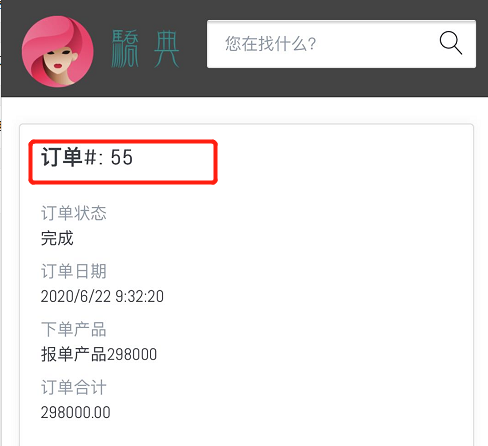 驕典
您在找什么?
订单#: 55
订单状态
完成
订单日期
2020/6/22 9:32:20
下单产品
报单产品298000
订单合计
298000.00